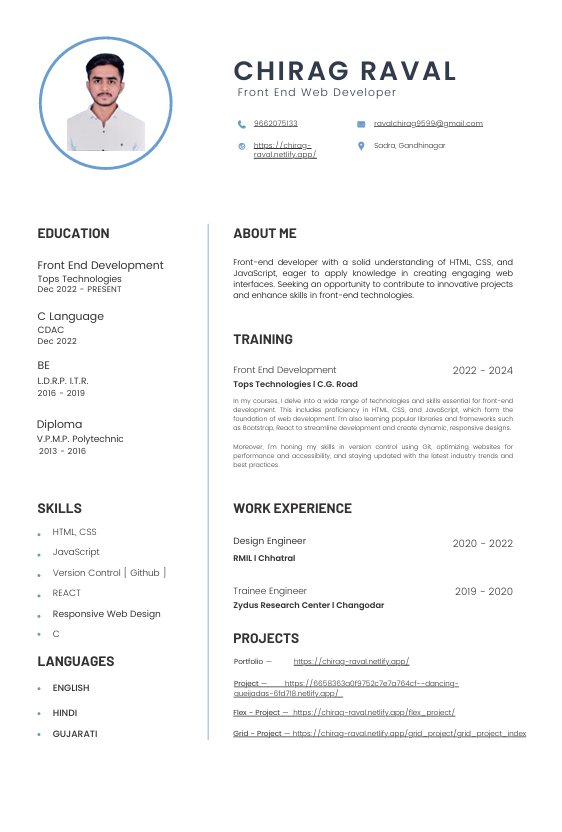 CHIRAG RAVAL
Front End Web Developer
9662075133
ravalchirag9599@gmail.com
https://chirag-
raval.netlify.app/
Sadra, Gandhinagar
EDUCATION
Front End Development
Tops Technologies
Dec 2022 - PRESENT
C Language
CDAC
Dec 2022
BE
L.D.R.P. I.T.R.
2016 - 2019
Diploma
V.P.M.P. Polytechnic
2013 - 2016
SKILLS
HTML, CSS
JavaScript
Version Control [ Github ]
REACT
Responsive Web Design
C
LANGUAGES
ENGLISH
HINDI
GUJARATI
ABOUT ME
Front-end developer with a solid understanding of HTML, CSS, and
JavaScript, eager to apply knowledge in creating engaging web
interfaces. Seeking an opportunity to contribute to innovative projects
and enhance skills in front-end technologies.
TRAINING
Front End Development 2022 - 2024
Tops Technologies l C.G. Road
In my courses, I delve into a wide range of technologies and skills essential for front-end
development. This includes proficiency in HTML, CSS, and JavaScript, which form the
foundation of web development. I'm also learning popular libraries and frameworks such
as Bootstrap, React to streamline development and create dynamic, responsive designs.
Moreover, I'm honing my skills in version control using Git, optimizing websites for
performance and accessibility, and staying updated with the latest industry trends and
best practices.
WORK EXPERIENCE
Design Engineer 2020 - 2022
RMIL l Chhatral
Trainee Engineer 2019 - 2020
Zydus Research Center l Changodar
PROJECTS
Portfolio — https://chirag-raval.netlify.app/
Project — https://6658363a0f9752c7e7a764cf--dancing-
queijadas-6fd718.netlify.app/
Flex - Project — https://chirag-raval.netlify.app/flex_project/
Grid - Project — https://chirag-raval.netlify.app/grid_project/grid_project_index